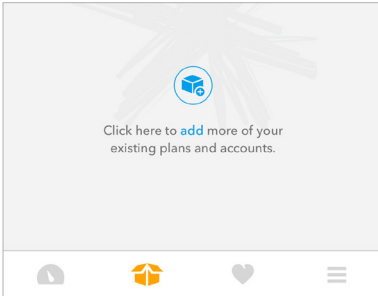 Click here to add more of your
existing plans and accounts.